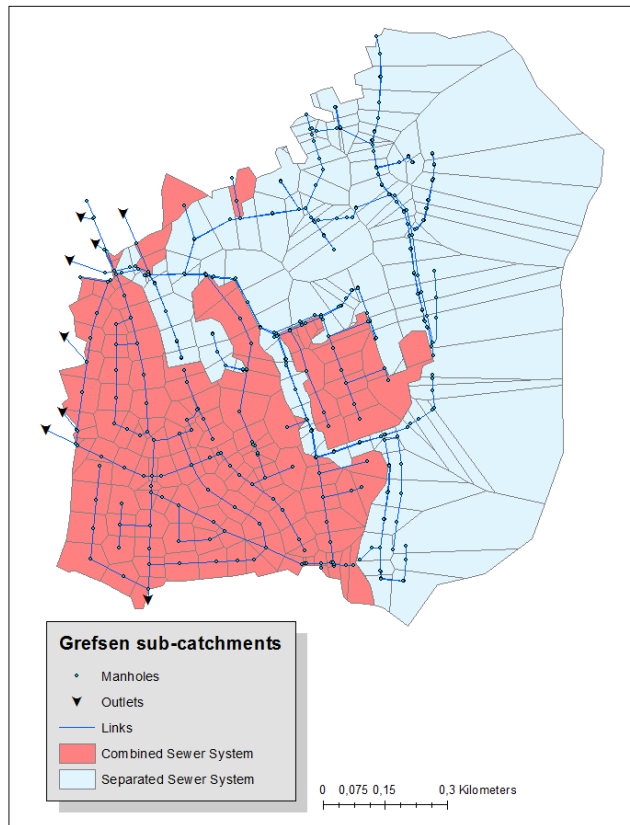 Grefsen sub-catchments
Manholes
Outlets
Links
Combined Sewer System
Separated Sewer System
0 0,075 0,15 0,3 Kilometers